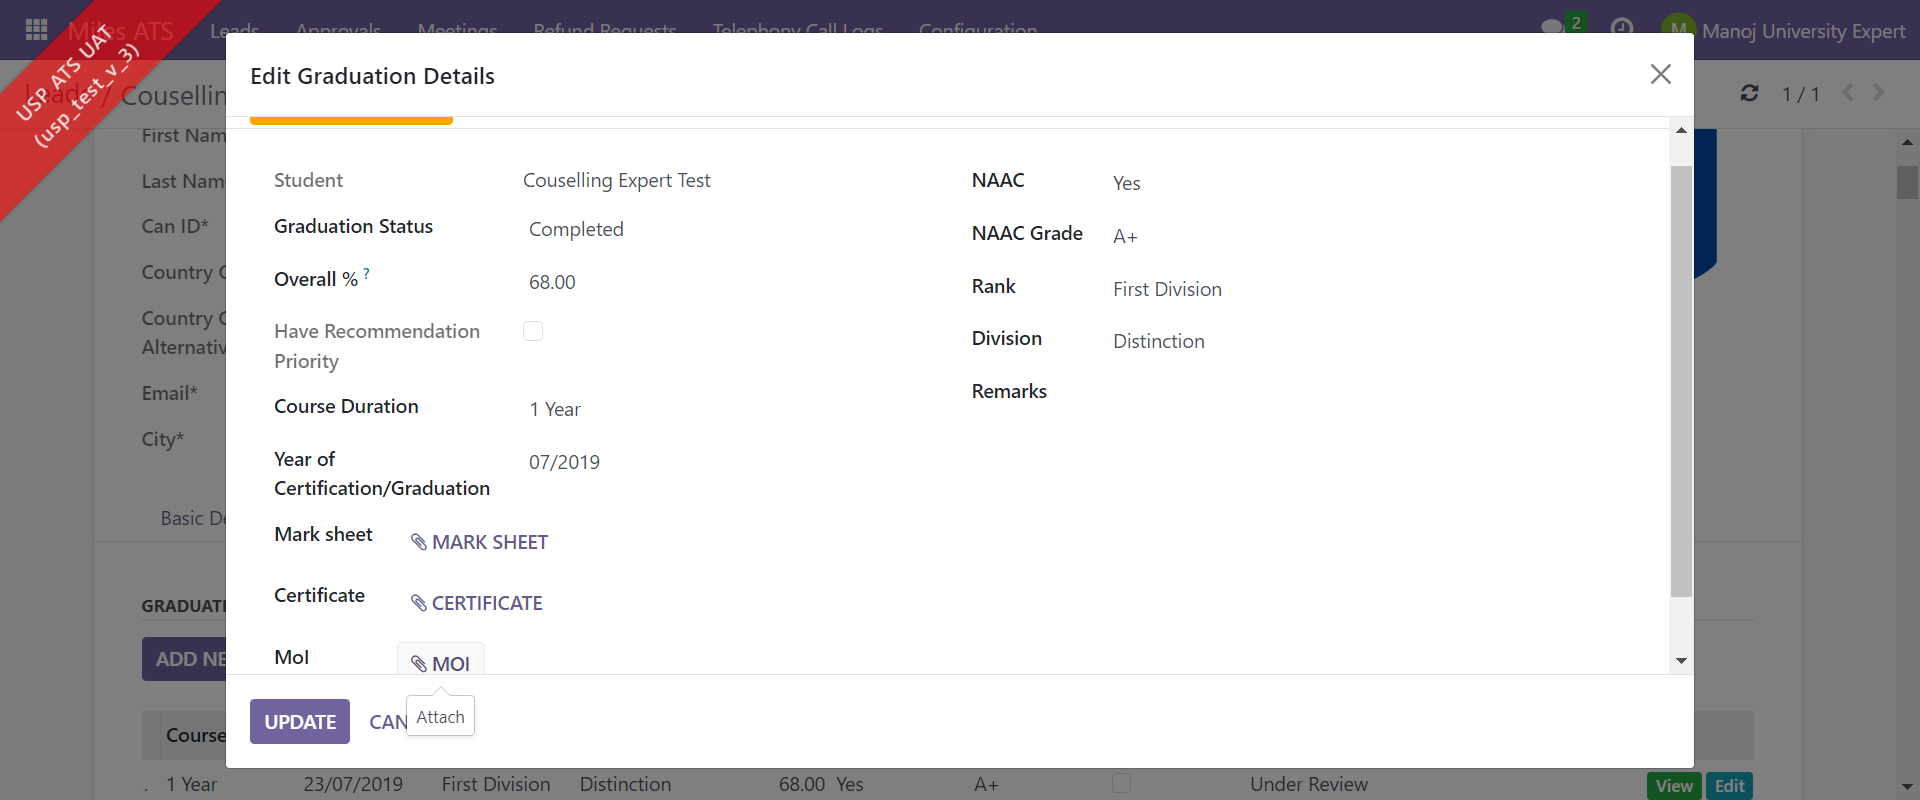 Miles ATS Leads Approvals Meetings Refund Requests Telephony Call Logs Configuration 2 M Manoj University Expert
USP ATS UAT
(usp_test_v_3)
Leads / Couselling
1 / 1
Edit Graduation Details
First Nam
Last Nam
Can ID*
Country
Country
Alternativ
Email*
City*
Basic De
GRADUATI
ADD NE
Student Couselling Expert Test
Graduation Status Completed
Overall % ? 68.00
Have Recommendation
Priority
Course Duration 1 Year
Year of
Certification/Graduation 07/2019
Mark sheet MARK SHEET
Certificate CERTIFICATE
MoI MOI
NAAC Yes
NAAC Grade A+
Rank First Division
Division Distinction
Remarks
UPDATE CAN
Attach
Course
. 1 Year 23/07/2019 First Division Distinction 68.00 Yes A+ Under Review View Edit